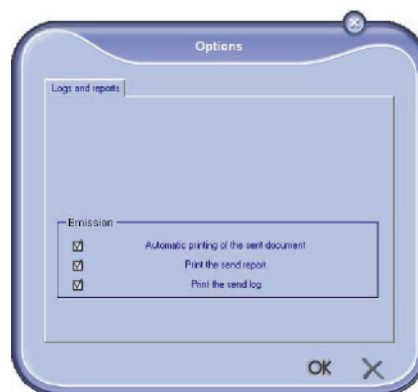 Options
Logs and reports
Emission
Automatic printing of the sent document
Print the send report
Print the send log
OK